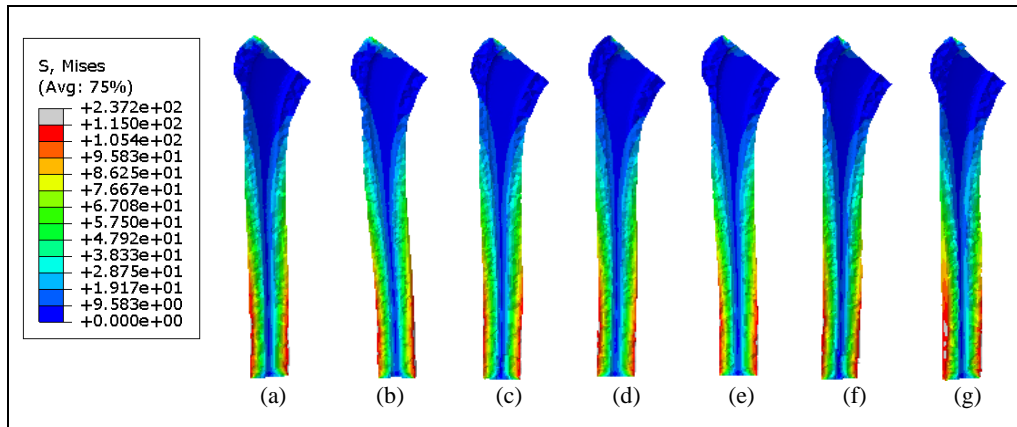 S, Mises
(Avg: 75%)
+2.372e+02
+1.150e+02
+1.054e+02
+9.583e+01
+8.625e+01
+7.667e+01
+6.708e+01
+5.750e+01
+4.792e+01
+3.833e+01
+2.875e+01
+1.917e+01
+9.583e+00
+0.000e+00
(a) (b) (c) (d) (e) (f) (g)